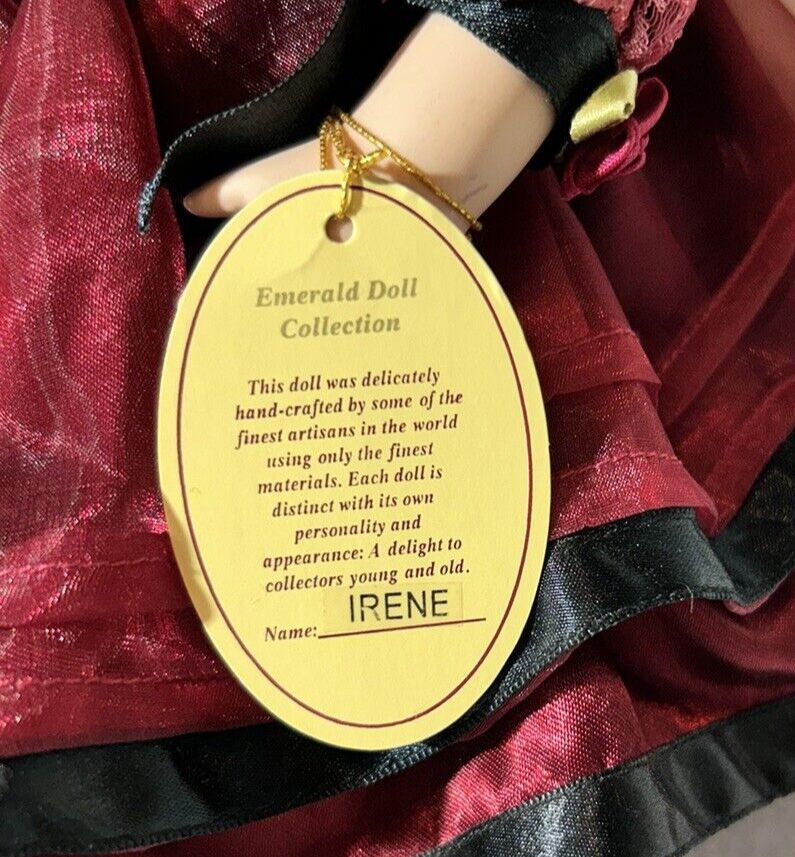 Emerald Doll
Collection
This doll was delicately
hand-crafted by some of the
finest artisans in the world
using only the finest
materials. Each doll is
distinct with its own
personality and
appearance: A delight to
collectors young and old.
Name: IRENE